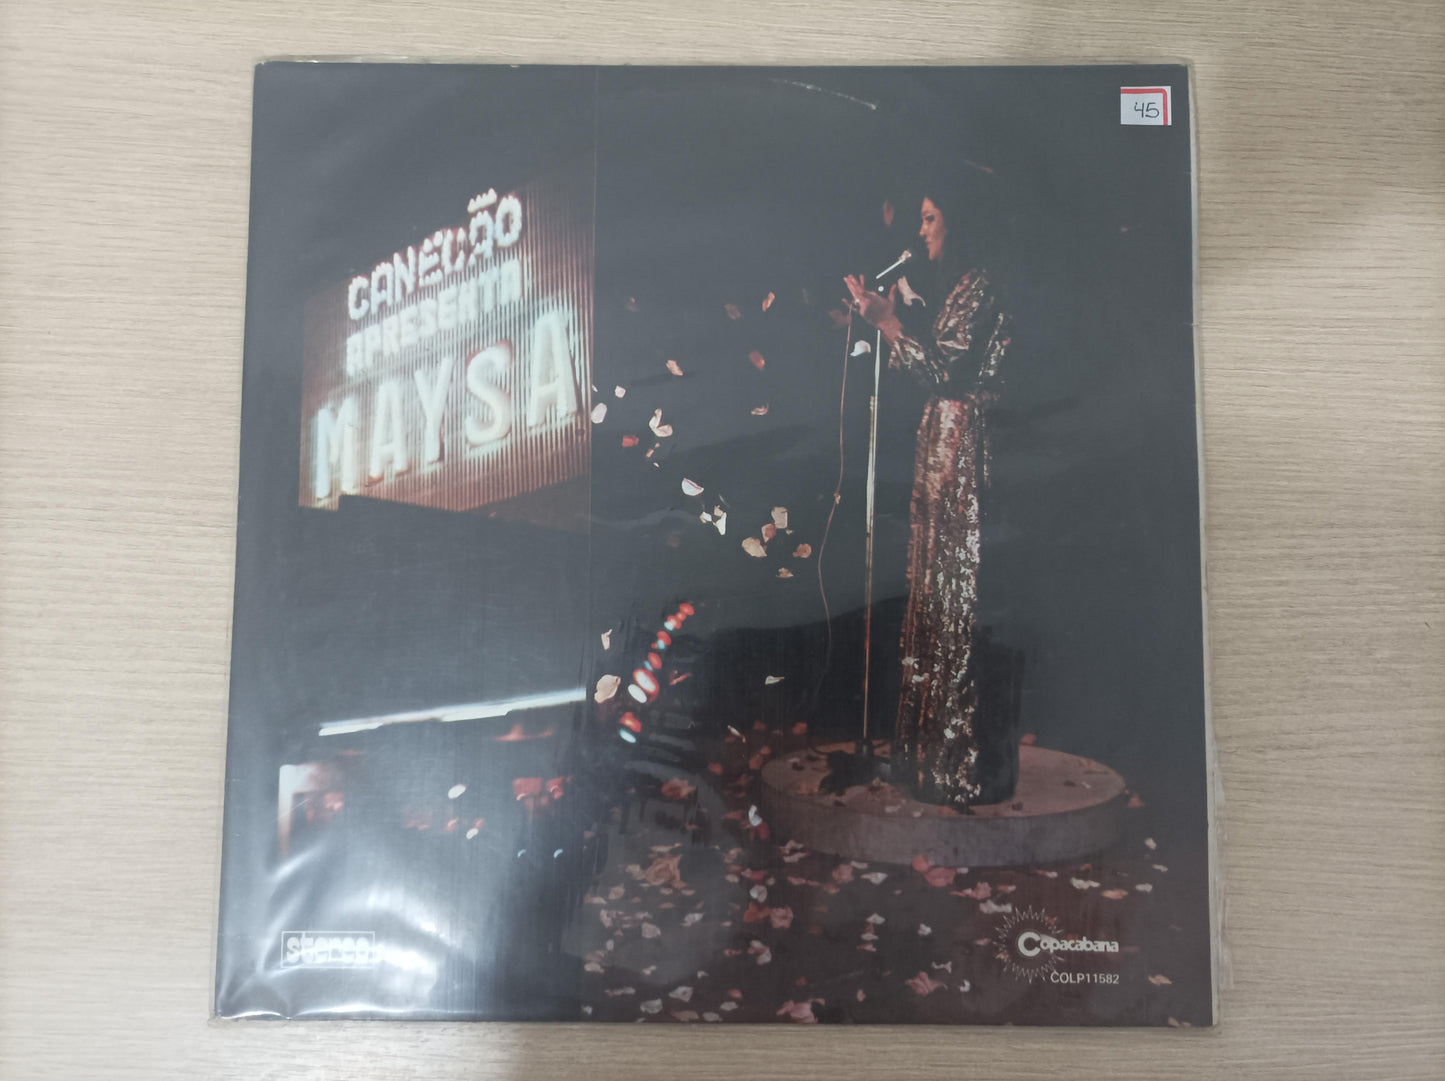 45
CANECÃO
APRESENTA
MAYSA
stereo
Copacabana
COLP11582